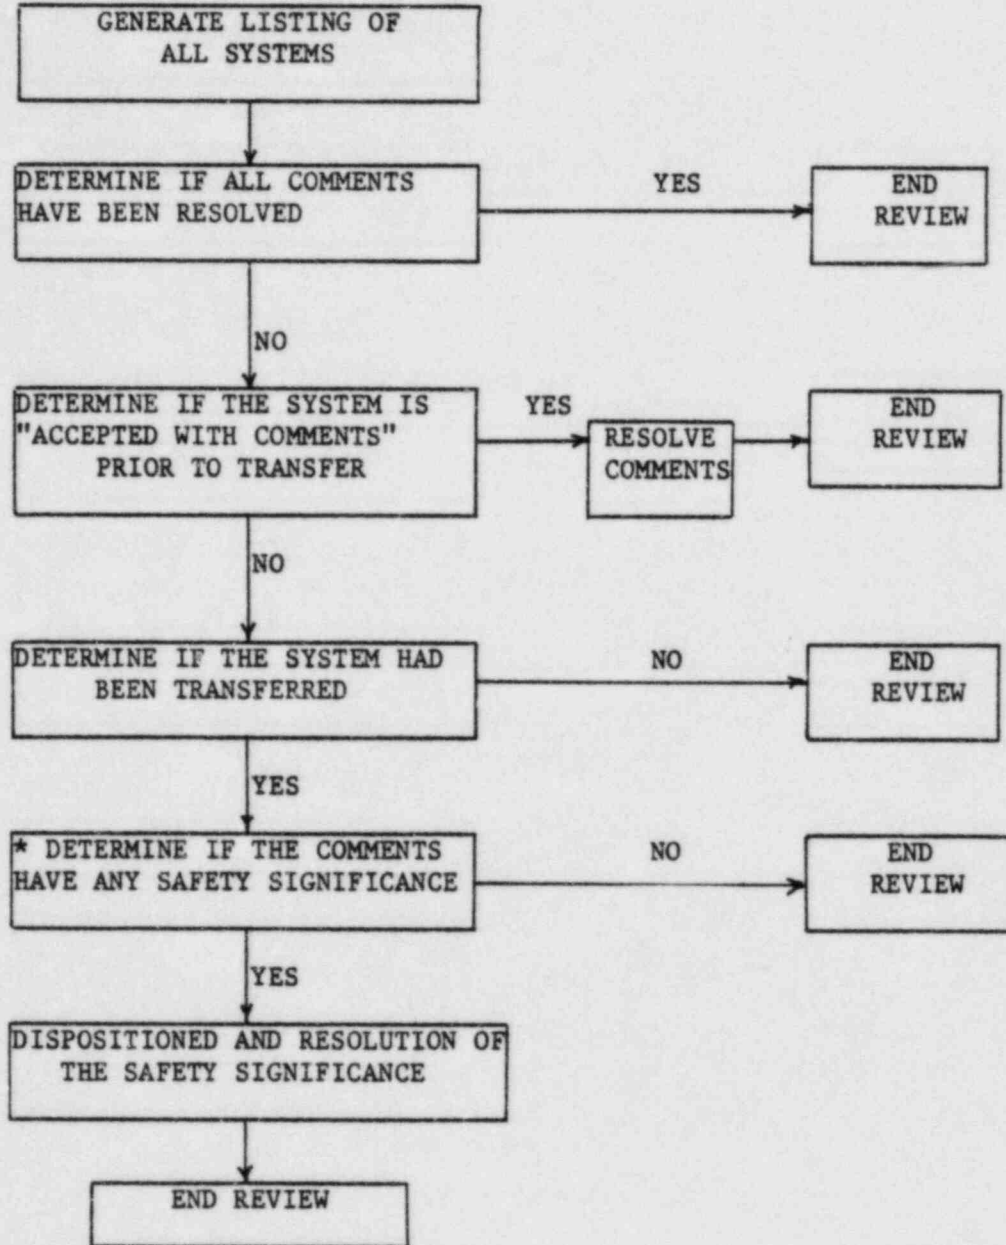 GENERATE LISTING OF
ALL SYSTEMS
DETERMINE IF ALL COMMENTS
HAVE BEEN RESOLVED
YES
END
REVIEW
NO
DETERMINE IF THE SYSTEM IS
"ACCEPTED WITH COMMENTS"
PRIOR TO TRANSFER
YES
RESOLVE
COMMENTS
END
REVIEW
NO
DETERMINE IF THE SYSTEM HAD
BEEN TRANSFERRED
NO
END
REVIEW
YES
* DETERMINE IF THE COMMENTS
HAVE ANY SAFETY SIGNIFICANCE
NO
END
REVIEW
YES
DISPOSITIONED AND RESOLUTION OF
THE SAFETY SIGNIFICANCE
END REVIEW